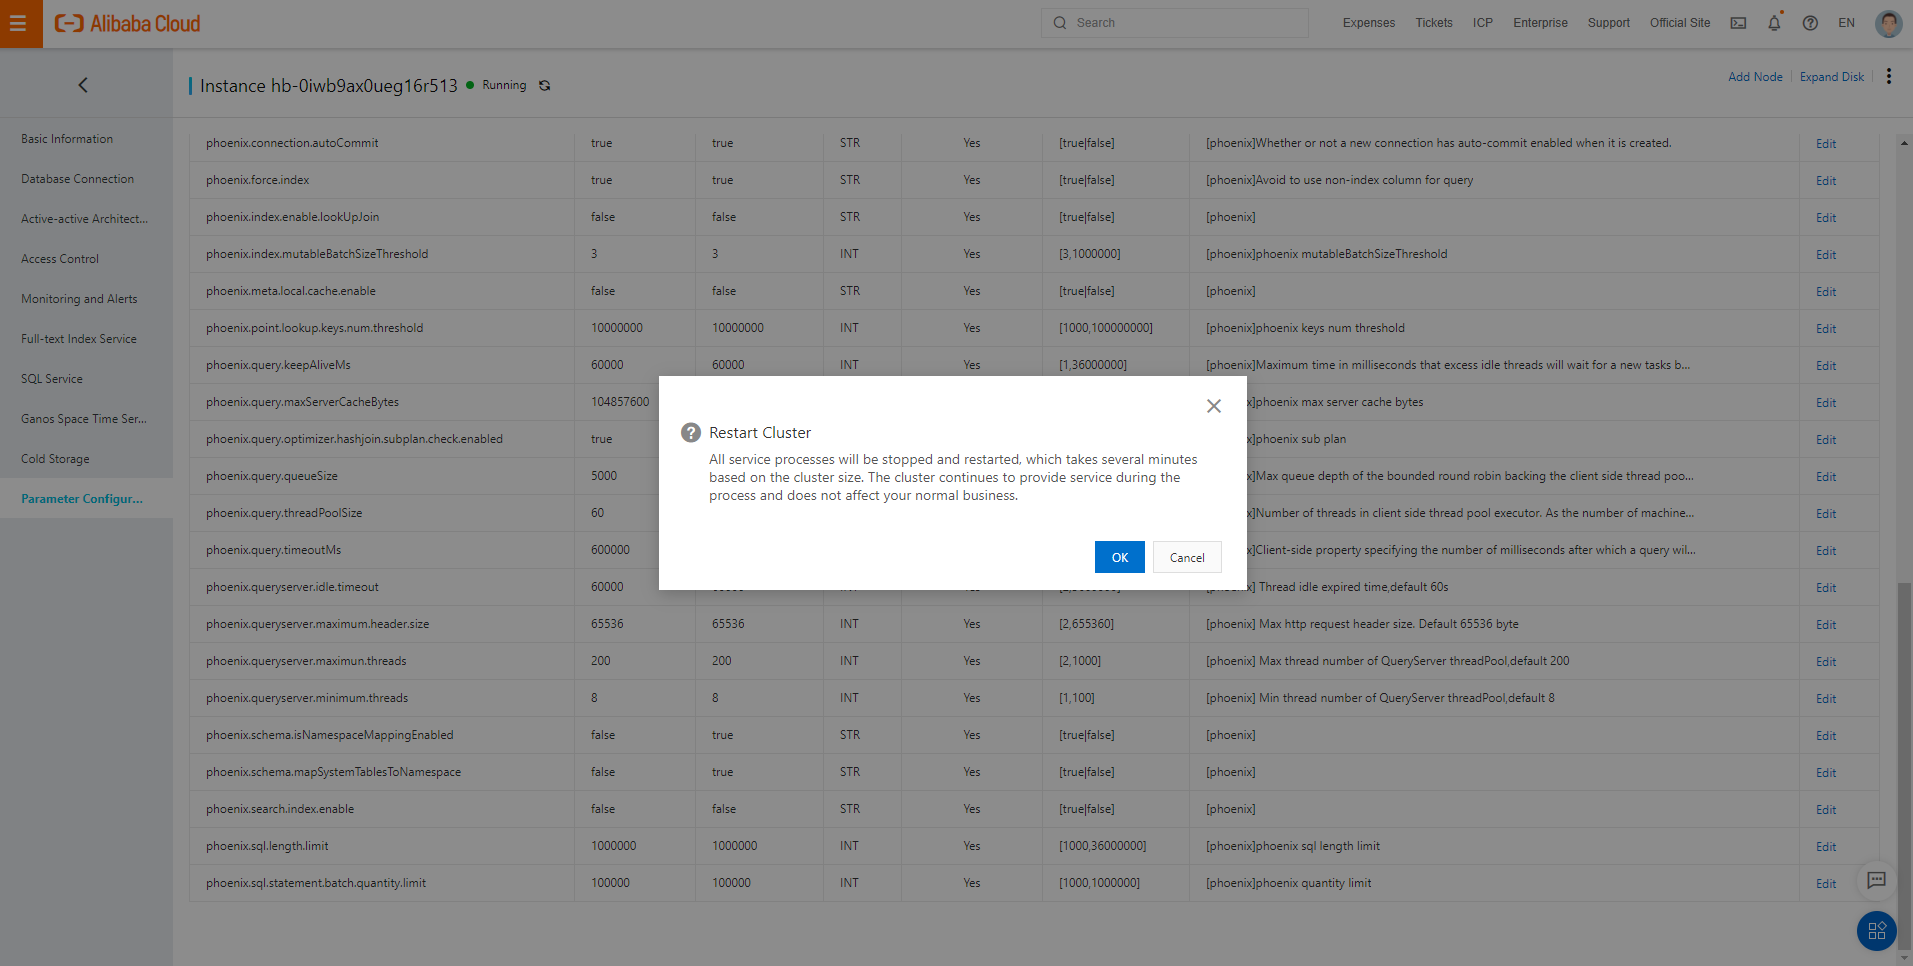 Alibaba Cloud
Search
Expenses Tickets ICP Enterprise Support Official Site EN
Instance hb-0iwb9ax0ueg16r513 Running
Add Node Expand Disk
Basic Information
Database Connection
Active-active Architect...
Access Control
Monitoring and Alerts
Full-text Index Service
SQL Service
Ganos Space Time Ser...
Cold Storage
Parameter Configur...
phoenix.connection.autoCommit true true STR Yes [true|false] [phoenix]Whether or not a new connection has auto-commit enabled when it is created. Edit
phoenix.force.index true true STR Yes [true|false] [phoenix]Avoid to use non-index column for query Edit
phoenix.index.enable.lookUpJoin false false STR Yes [true|false] [phoenix] Edit
phoenix.index.mutableBatchSizeThreshold 3 3 INT Yes [3,1000000] [phoenix]phoenix mutableBatchSizeThreshold Edit
phoenix.meta.local.cache.enable false false STR Yes [true|false] [phoenix] Edit
phoenix.point.lookup.keys.num.threshold 10000000 10000000 INT Yes [1000,100000000] [phoenix]phoenix keys num threshold Edit
phoenix.query.keepAliveMs 60000 60000 INT Yes [1,36000000] [phoenix]Maximum time in milliseconds that excess idle threads will wait for a new tasks b... Edit
phoenix.query.maxServerCacheBytes 104857600 x]phoenix max server cache bytes Edit
phoenix.query.optimizer.hashjoin.subplan.check.enabled true x]phoenix sub plan Edit
phoenix.query.queueSize 5000 x]Max queue depth of the bounded round robin backing the client side thread poo... Edit
phoenix.query.threadPoolSize 60 x]Number of threads in client side thread pool executor. As the number of machine... Edit
phoenix.query.timeoutMs 600000 x]Client-side property specifying the number of milliseconds after which a query wil... Edit
phoenix.queryserver.idle.timeout 60000 x] Thread idle expired time,default 60s Edit
phoenix.queryserver.maximum.header.size 65536 65536 INT Yes [2,655360] [phoenix] Max http request header size. Default 65536 byte Edit
phoenix.queryserver.maximun.threads 200 200 INT Yes [2,1000] [phoenix] Max thread number of QueryServer threadPool,default 200 Edit
phoenix.queryserver.minimum.threads 8 8 INT Yes [1,100] [phoenix] Min thread number of QueryServer threadPool,default 8 Edit
phoenix.schema.isNamespaceMappingEnabled false true STR Yes [true|false] [phoenix] Edit
phoenix.schema.mapSystemTablesToNamespace false true STR Yes [true|false] [phoenix] Edit
phoenix.search.index.enable false false STR Yes [true|false] [phoenix] Edit
phoenix.sql.length.limit 1000000 1000000 INT Yes [1000,36000000] [phoenix]phoenix sql length limit Edit
phoenix.sql.statement.batch.quantity.limit 100000 100000 INT Yes [1000,1000000] [phoenix]phoenix quantity limit Edit
Restart Cluster
All service processes will be stopped and restarted, which takes several minutes
based on the cluster size. The cluster continues to provide service during the
process and does not affect your normal business.
OK Cancel